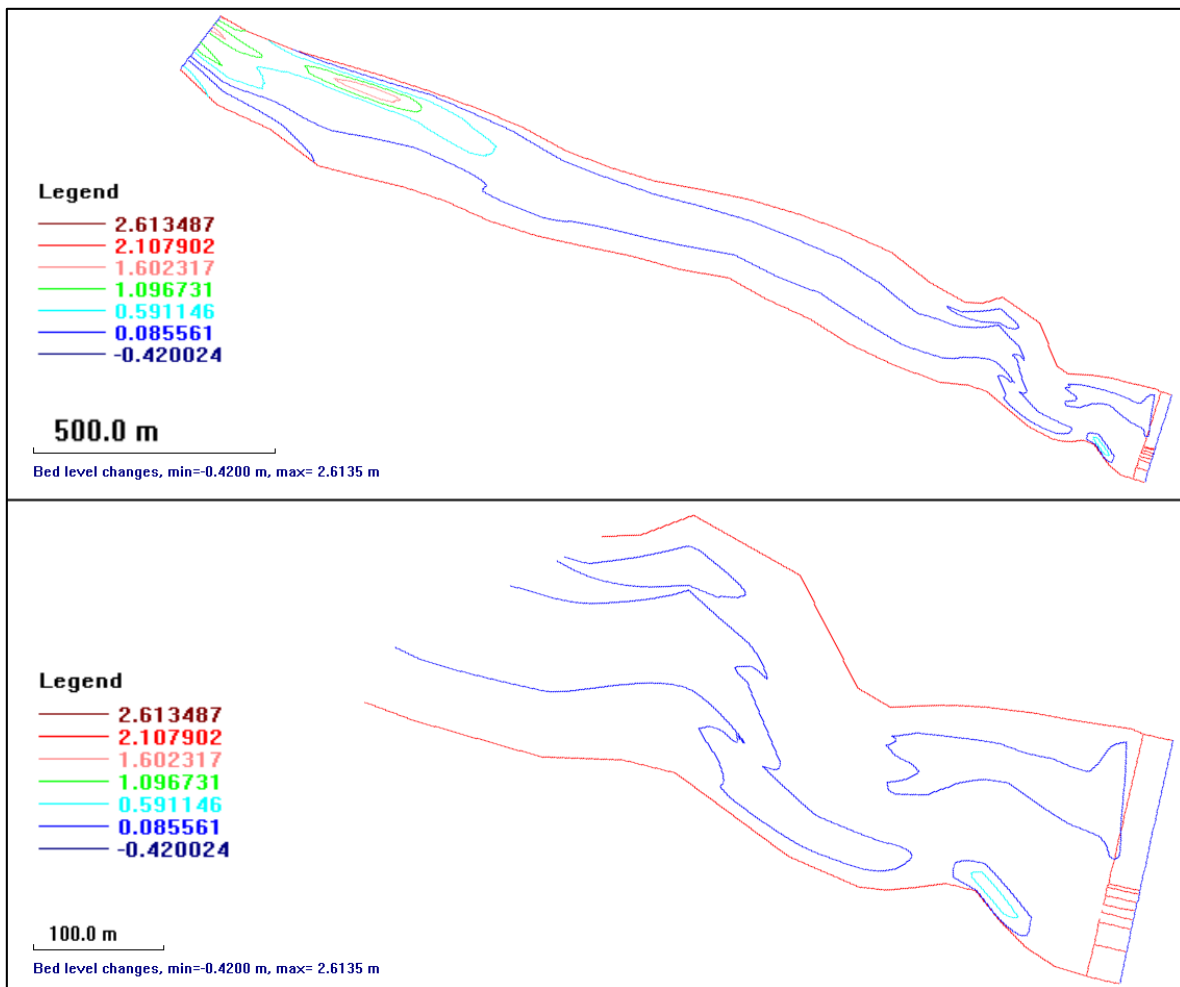 Legend
2.613487
2.107902
1.602317
1.096731
0.591146
0.085561
-0.420024
500.0 m
Bed level changes, min=-0.4200 m, max= 2.6135 m
Legend
2.613487
2.107902
1.602317
1.096731
0.591146
0.085561
-0.420024
100.0 m
Bed level changes, min=-0.4200 m, max= 2.6135 m